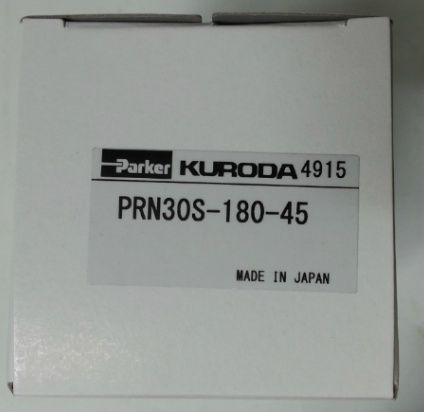 Parker KURODA 4915
PRN30S-180-45
MADE IN JAPAN